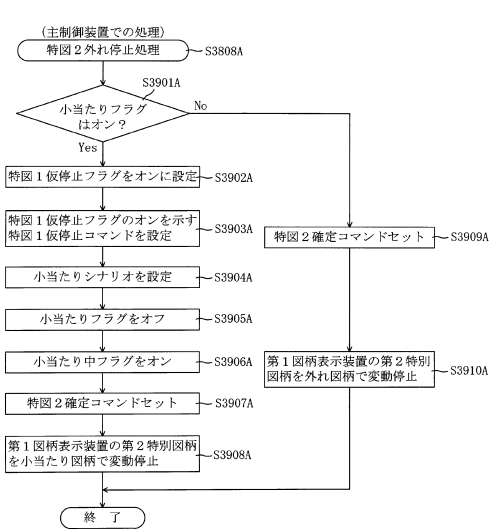 (主制御装置での処理)
特図2外れ停止処理
S3808A
S3901A
小当たりフラグ
はオン?
No
Yes
特図1仮停止フラグをオンに設定
S3902A
特図1仮停止フラグのオンを示す
特図1仮停止コマンドを設定
S3903A
特図2確定コマンドセット
S3909A
小当たりシナリオを設定
S3904A
小当たりフラグをオフ
S3905A
小当たり中フラグをオン
S3906A
第1図柄表示装置の第2特別
図柄を外れ図柄で変動停止
S3910A
特図2確定コマンドセット
S3907A
第1図柄表示装置の第2特別図柄
を小当たり図柄で変動停止
S3908A
終 了